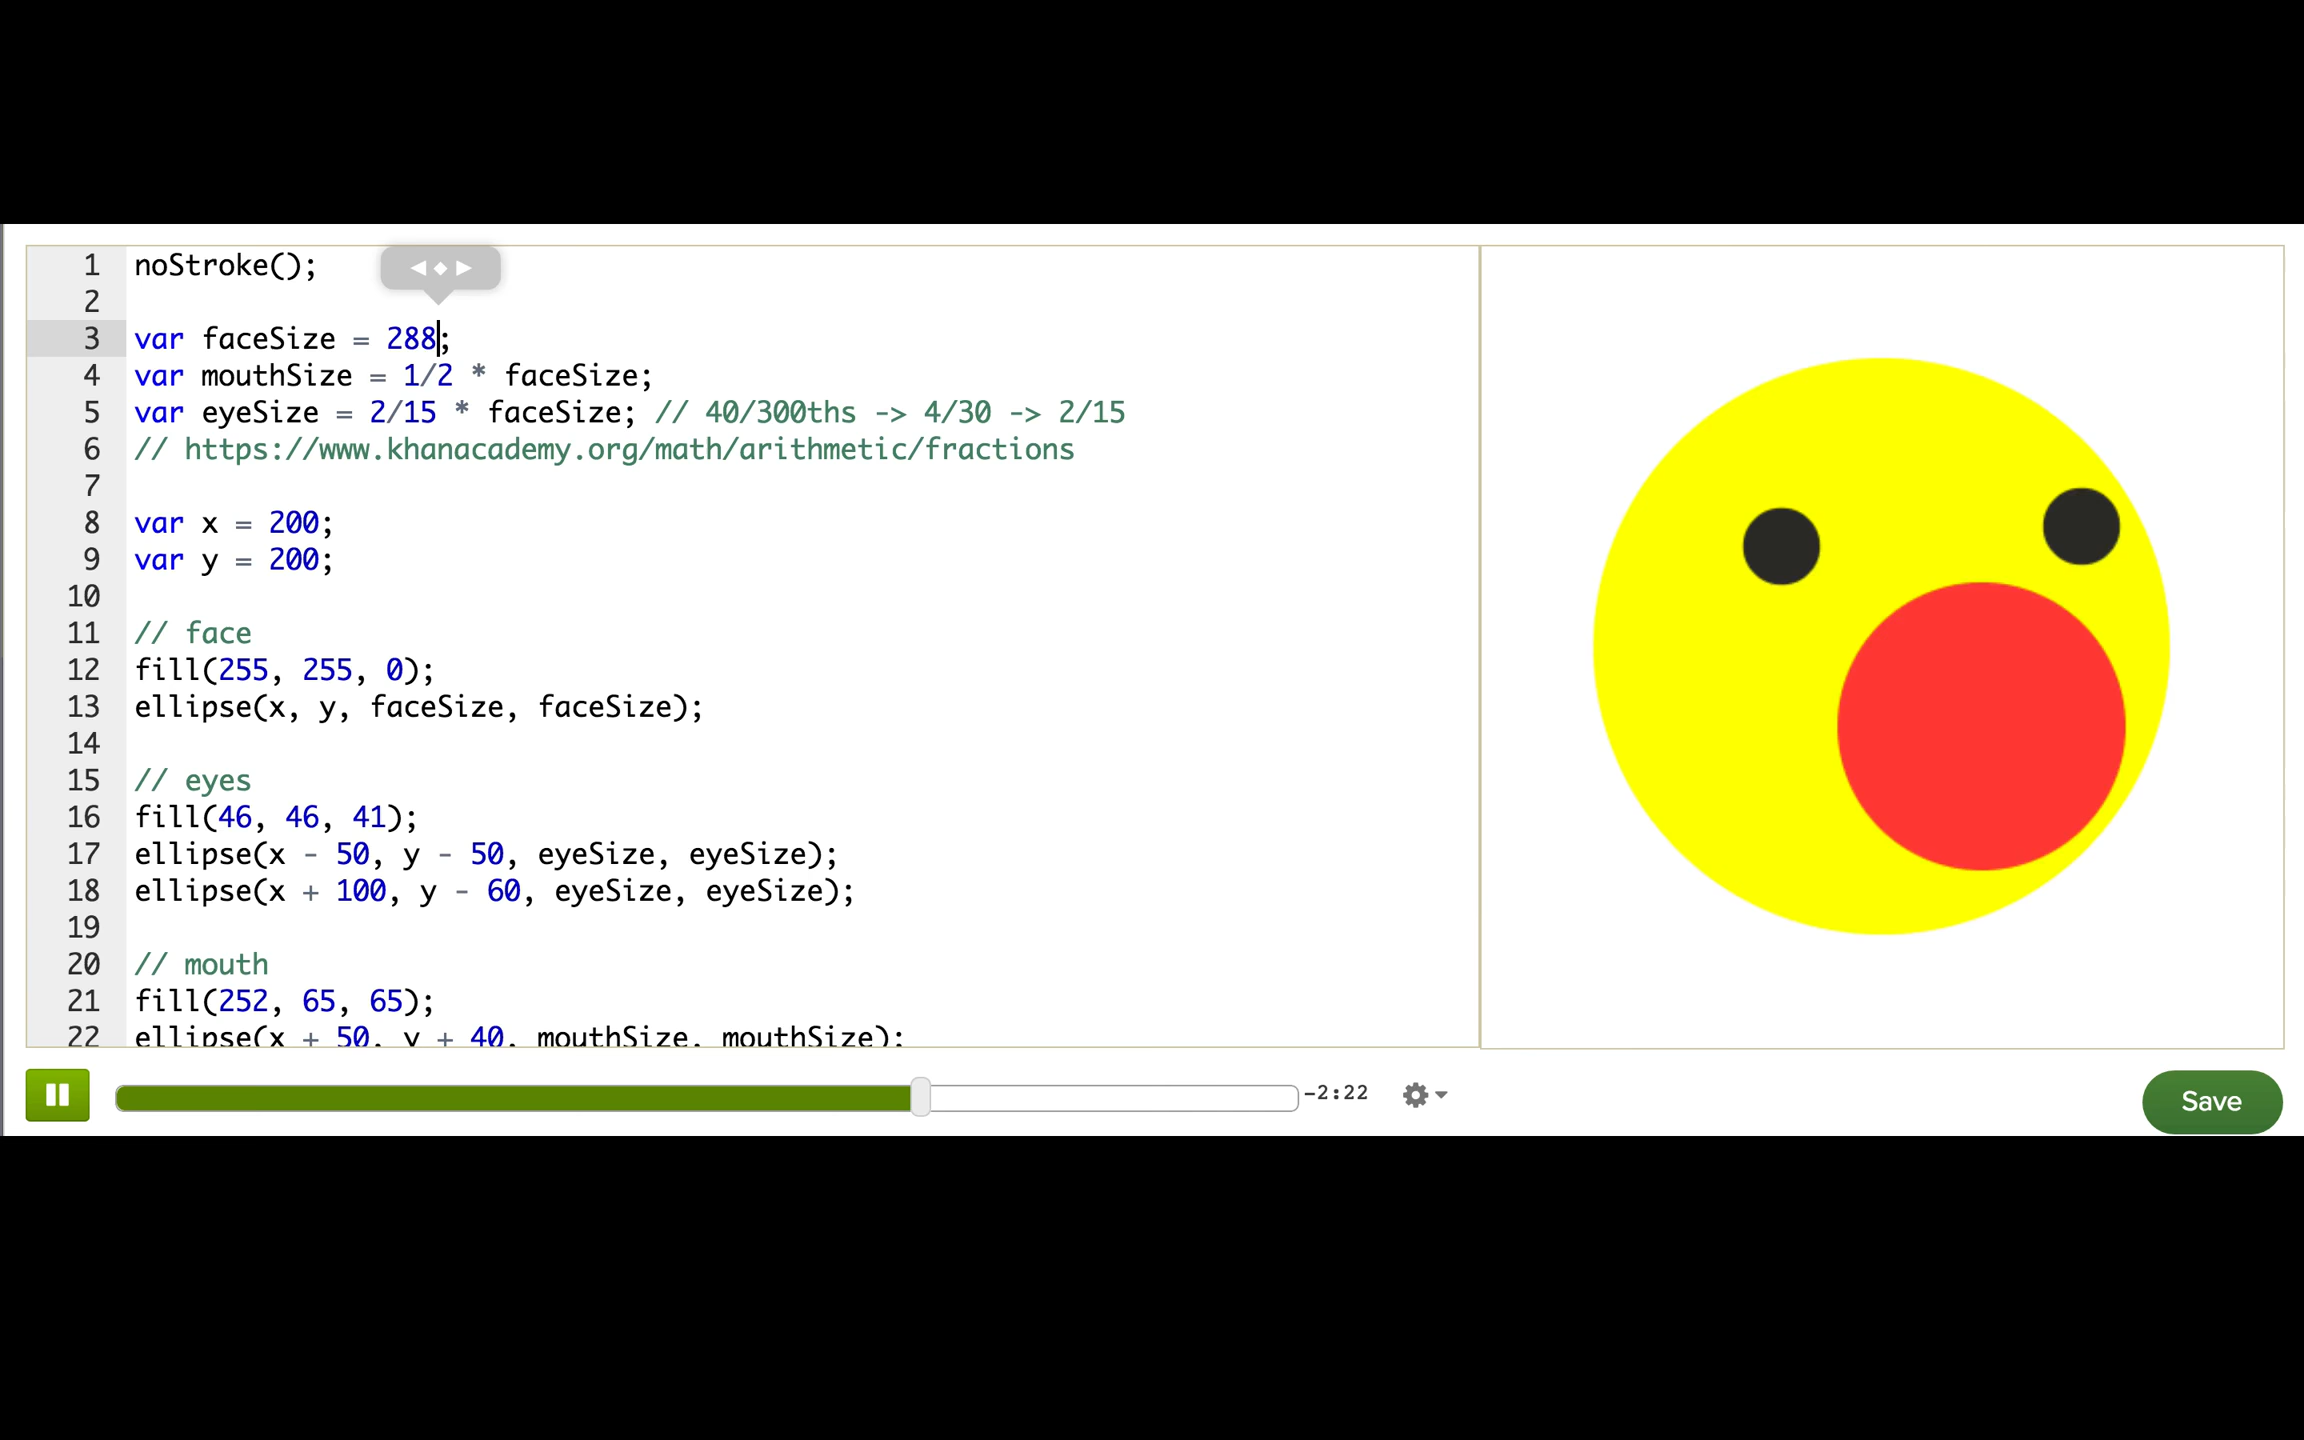 1 noStroke();
2
3 var faceSize = 288;
4 var mouthSize = 1/2 * faceSize;
5 var eyeSize = 2/15 * faceSize; // 40/300ths -> 4/30 -> 2/15
6 // https://www.khanacademy.org/math/arithmetic/fractions
7
8 var x = 200;
9 var y = 200;
10
11 // face
12 fill(255, 255, 0);
13 ellipse(x, y, faceSize, faceSize);
14
15 // eyes
16 fill(46, 46, 41);
17 ellipse(x - 50, y - 50, eyeSize, eyeSize);
18 ellipse(x + 100, y - 60, eyeSize, eyeSize);
19
20 // mouth
21 fill(252, 65, 65);
22 ellipse(x + 50, y + 40, mouthSize, mouthSize);
-2:22
Save